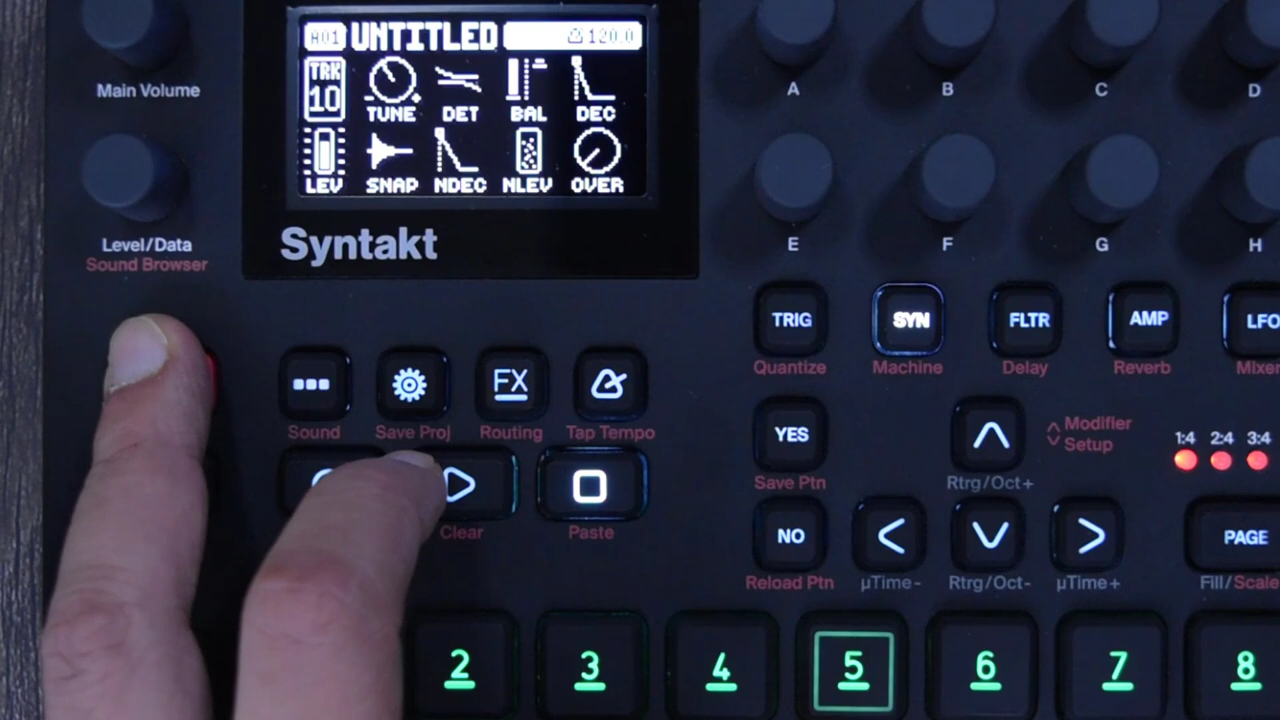 A01 UNTITLED 120.0
TRK 10 TUNE DET BAL DEC
LEV SNAP NDEC NLEV OVER
Syntakt
Main Volume
Level/Data
Sound Browser
A B C D
E F G H
TRIG SYN FLTR AMP LFO
Quantize Machine Delay Reverb Mixer
FX
Sound Save Proj Routing Tap Tempo
YES
Modifier
Setup
1:4 2:4 3:4
Save Ptn Rtrg/Oct+
Clear Paste
NO PAGE
Reload Ptn µTime- Rtrg/Oct- µTime+ Fill/Scale
2 3 4 5 6 7 8